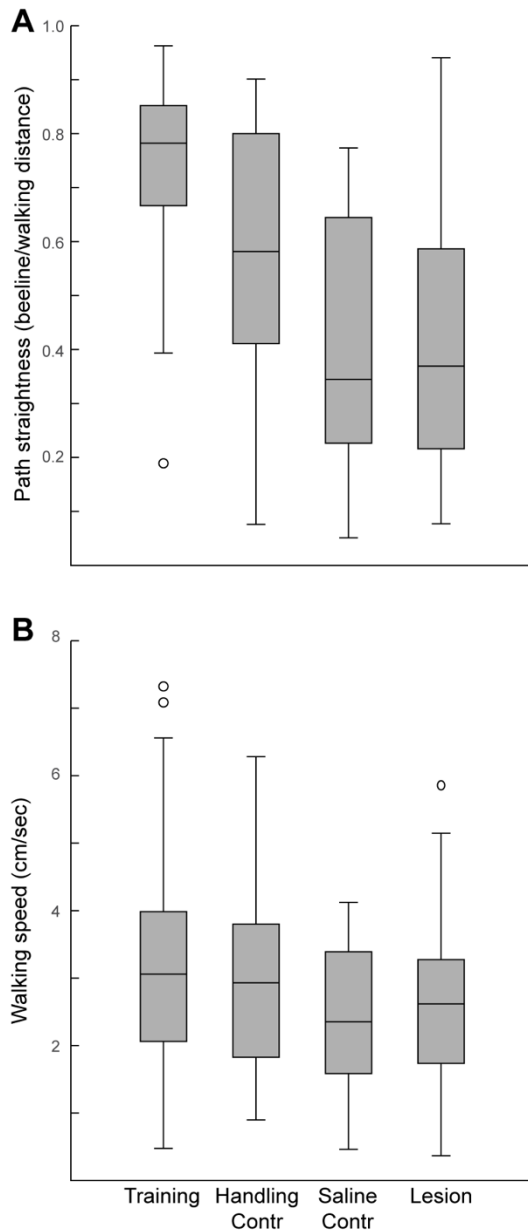 A
1.0
0.8
0.6
0.4
0.2
Path straightness (beeline/walking distance)
B
8
6
4
2
Walking speed (cm/sec)
Training Handling Saline Lesion
Contr Contr